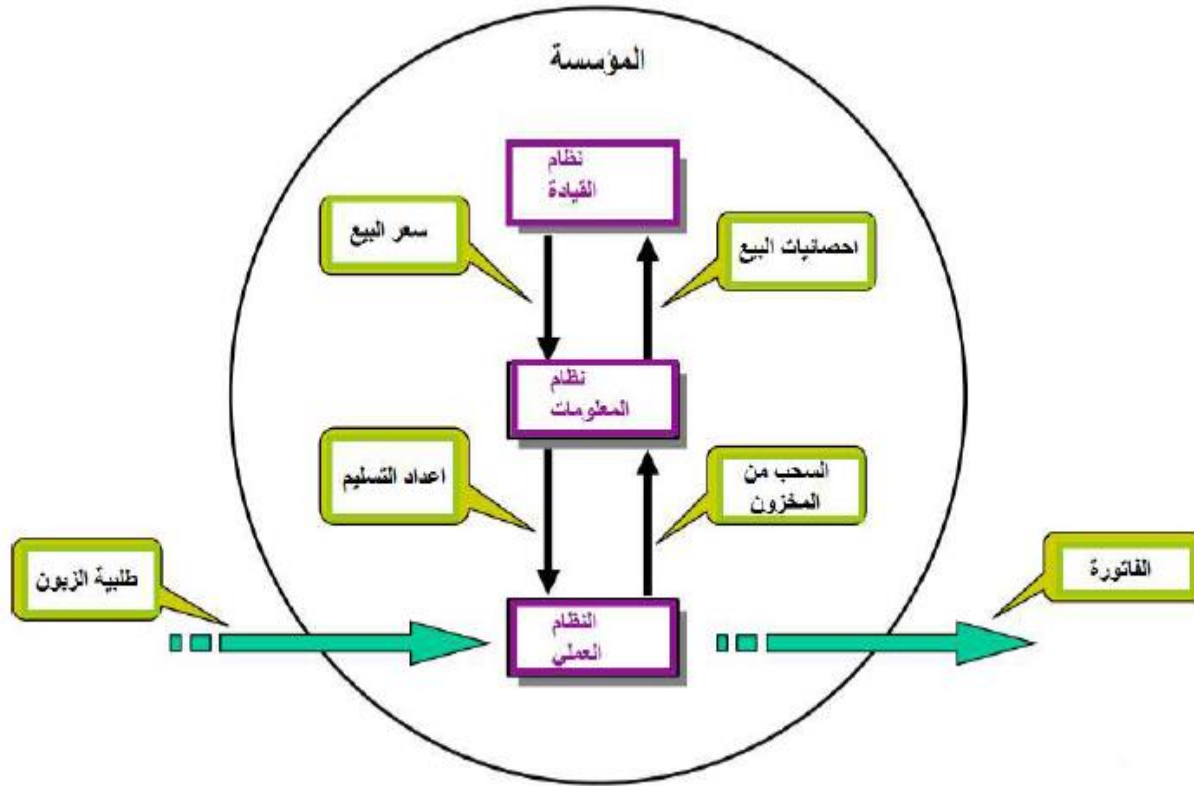 المؤسسة
نظام
القيادة
سعر البيع
احصائيات البيع
نظام
المعلومات
اعداد التسليم
السحب من
المخزون
طلبية الزبون
الفاتورة
النظام
العملي